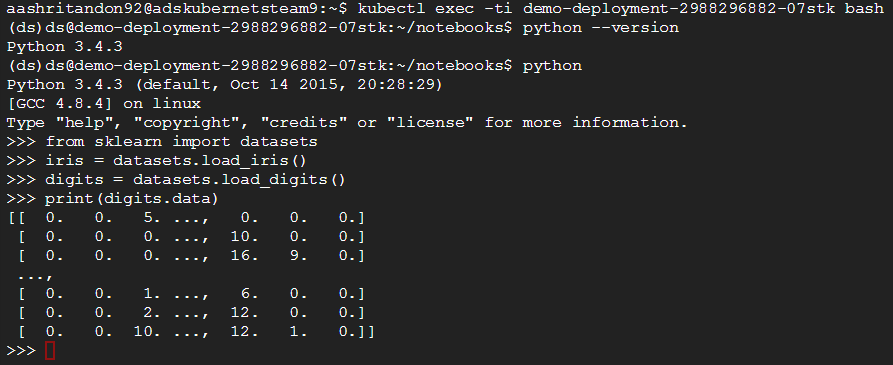 aashritandon92@adskubernetsteam9:~$ kubectl exec -ti demo-deployment-2988296882-07stk bash
(ds)ds@demo-deployment-2988296882-07stk:~/notebooks$ python --version
Python 3.4.3
(ds)ds@demo-deployment-2988296882-07stk:~/notebooks$ python
Python 3.4.3 (default, Oct 14 2015, 20:28:29)
[GCC 4.8.4] on linux
Type "help", "copyright", "credits" or "license" for more information.
>>> from sklearn import datasets
>>> iris = datasets.load_iris()
>>> digits = datasets.load_digits()
>>> print(digits.data)
[[  0.   0.   5. ...,   0.   0.   0.]
 [  0.   0.   0. ...,  10.   0.   0.]
 [  0.   0.   0. ...,  16.   9.   0.]
 ...,
 [  0.   0.   1. ...,   6.   0.   0.]
 [  0.   0.   2. ...,  12.   0.   0.]
 [  0.   0.  10. ...,  12.   1.   0.]]
>>>